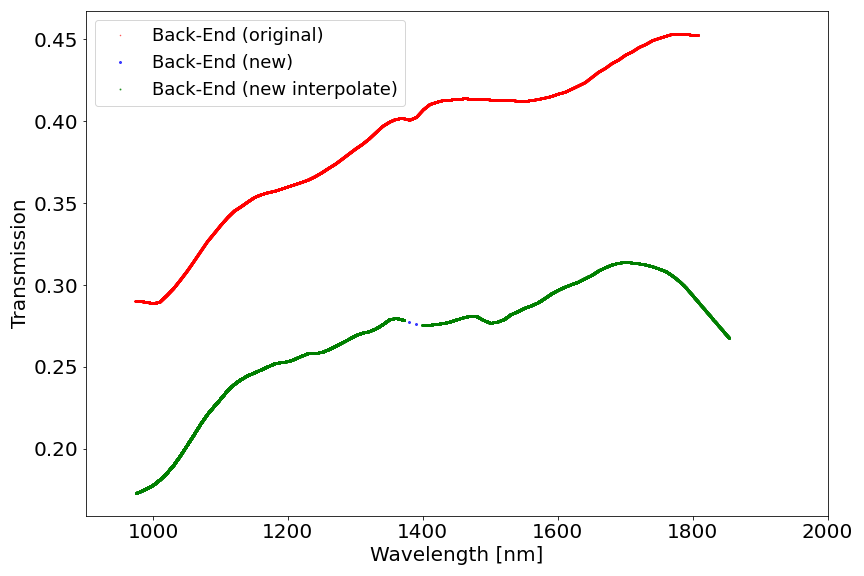 Back-End (original)
Back-End (new)
Back-End (new interpolate)
0.45
0.40
0.35
0.30
0.25
0.20
Transmission
1000 1200 1400 1600 1800 2000
Wavelength [nm]